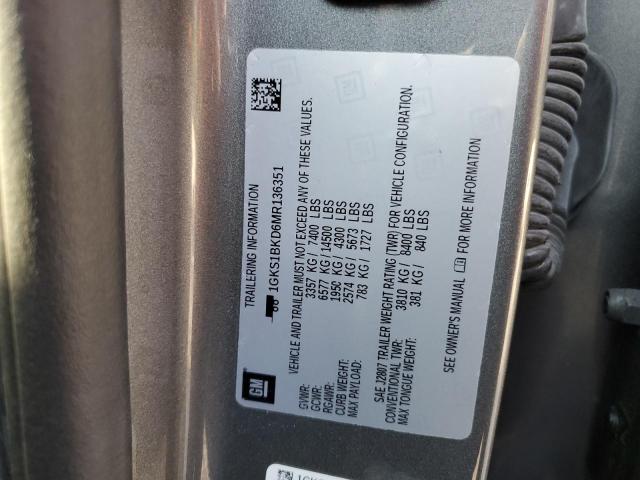 TRAILERING INFORMATION
1GKS1BKD6MR136351
VEHICLE AND TRAILER MUST NOT EXCEED ANY OF THESE VALUES.
GVWR: 3357 KG / 7400 LBS
GCWR: 6577 KG / 14500 LBS
RGAWR: 1950 KG / 4300 LBS
CURB WEIGHT: 2574 KG / 5673 LBS
MAX PAYLOAD: 783 KG / 1727 LBS
SAE J2807 TRAILER WEIGHT RATING (TWR) FOR VEHICLE CONFIGURATION.
CONVENTIONAL TWR: 3810 KG / 8400 LBS
MAX TONGUE WEIGHT: 381 KG / 840 LBS
SEE OWNER'S MANUAL FOR MORE INFORMATION
GM